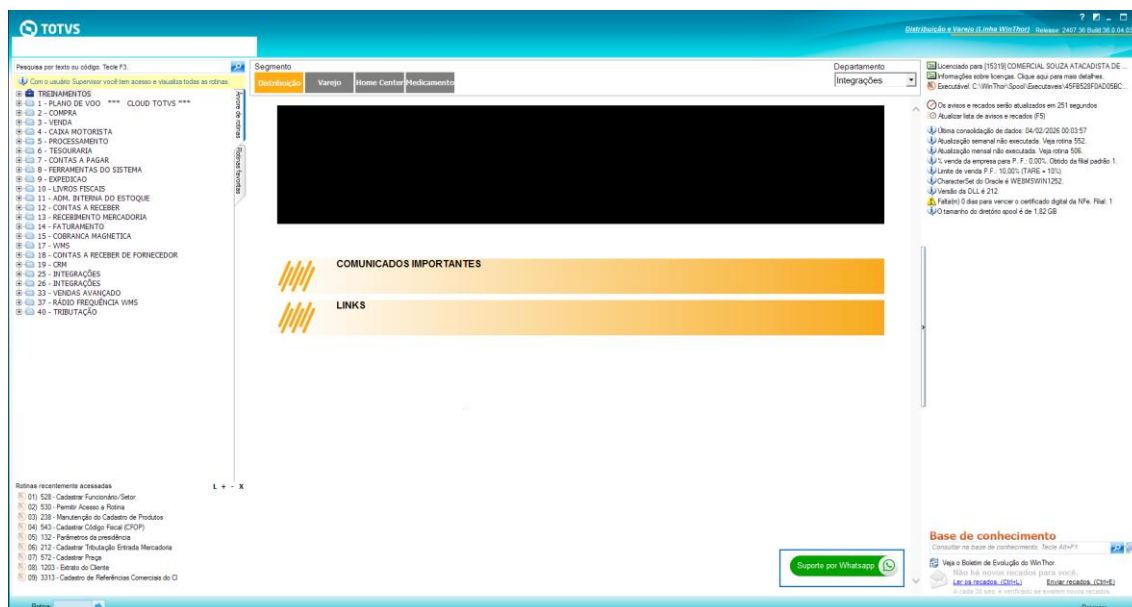 TOTVS
Distribuição e Varejo (Linha WinThor) Release: 2407.36 Build 36.0.04.03
Pesquisa por texto ou código. Tecle F3.
Com o usuário Supervisor você tem acesso e visualiza todas as rotinas.
TREINAMENTOS
1 - PLANO DE VOO *** CLOUD TOTVS ***
2 - COMPRA
3 - VENDA
4 - CAIXA MOTORISTA
5 - PROCESSAMENTO
6 - TESOURARIA
7 - CONTAS A PAGAR
8 - FERRAMENTAS DO SISTEMA
9 - EXPEDICAO
10 - LIVROS FISCAIS
11 - ADM. INTERNA DO ESTOQUE
12 - CONTAS A RECEBER
13 - RECEBIMENTO MERCADORIA
14 - FATURAMENTO
15 - COBRANCA MAGNETICA
17 - WMS
18 - CONTAS A RECEBER DE FORNECEDOR
19 - CRM
25 - INTEGRAÇÕES
26 - INTEGRAÇÕES
33 - VENDAS AVANÇADO
37 - RÁDIO FREQUÊNCIA WMS
40 - TRIBUTAÇÃO
Árvore de rotinas
Rotinas favoritas
Rotinas recentemente acessadas L + - X
01) 528 - Cadastrar Funcionário/Setor
02) 530 - Permitir Acesso a Rotina
03) 238 - Manutenção do Cadastro de Produtos
04) 543 - Cadastrar Código Fiscal (CFOP)
05) 132 - Parâmetros da presidência
06) 212 - Cadastrar Tributação Entrada Mercadoria
07) 572 - Cadastrar Praça
08) 1203 - Extrato do Cliente
09) 3313 - Cadastro de Referências Comerciais do Cl
Segmento
Distribuição Varejo Home Center Medicamento
Departamento
Integrações
COMUNICADOS IMPORTANTES
LINKS
Suporte por Whatsapp
Licenciado para [15319] COMERCIAL SOUZA ATACADISTA DE ...
Informações sobre licenças. Clique aqui para mais detalhes.
Executável: C:\WinThor\Spool\Executaveis\45FB528F0AD05BC...
Os avisos e recados serão atualizados em 251 segundos
Atualizar lista de avisos e recados (F5)
Última consolidação de dados: 04/02/2026 00:03:57
Atualização semanal não executada. Veja rotina 552.
Atualização mensal não executada. Veja rotina 506.
% venda da empresa para P. F.: 0,00%. Obtido da filial padrão 1.
Limite de venda P.F.: 10,00% (TARE + 10%)
CharacterSet do Oracle é WE8MSWIN1252.
Versão da DLL é 212
Falta(m) 0 dias para vencer o certificado digital da NFe. Filial: 1
O tamanho do diretório spool é de 1,82 GB
Base de conhecimento
Consultar na base de conhecimento. Tecle Alt+F1
Veja o Boletim de Evolução do WinThor.
Não há novos recados para você.
Ler os recados. (Ctrl+L) Enviar recados. (Ctrl+E)
A cada 30 seg. é verificado se existem novos recados